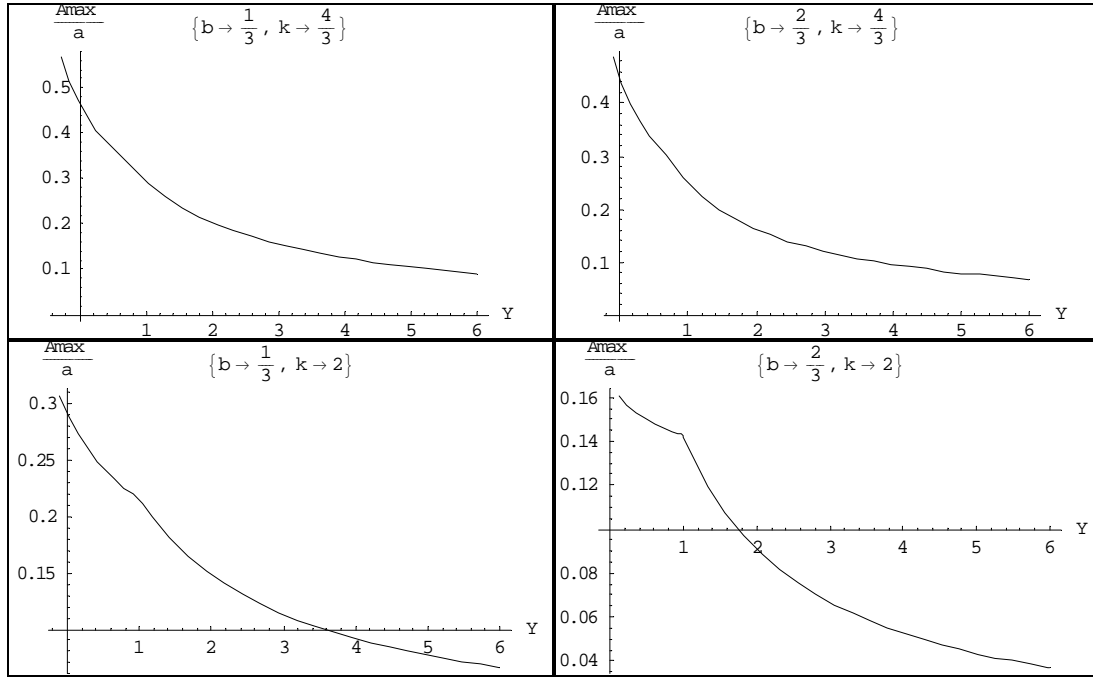 Amax/a {b → 1/3, k → 4/3}
0.5
0.4
0.3
0.2
0.1
1 2 3 4 5 6 Y
Amax/a {b → 2/3, k → 4/3}
0.4
0.3
0.2
0.1
1 2 3 4 5 6 Y
Amax/a {b → 1/3, k → 2}
0.3
0.25
0.2
0.15
1 2 3 4 5 6 Y
Amax/a {b → 2/3, k → 2}
0.16
0.14
0.12
1 2 3 4 5 6 Y
0.08
0.06
0.04